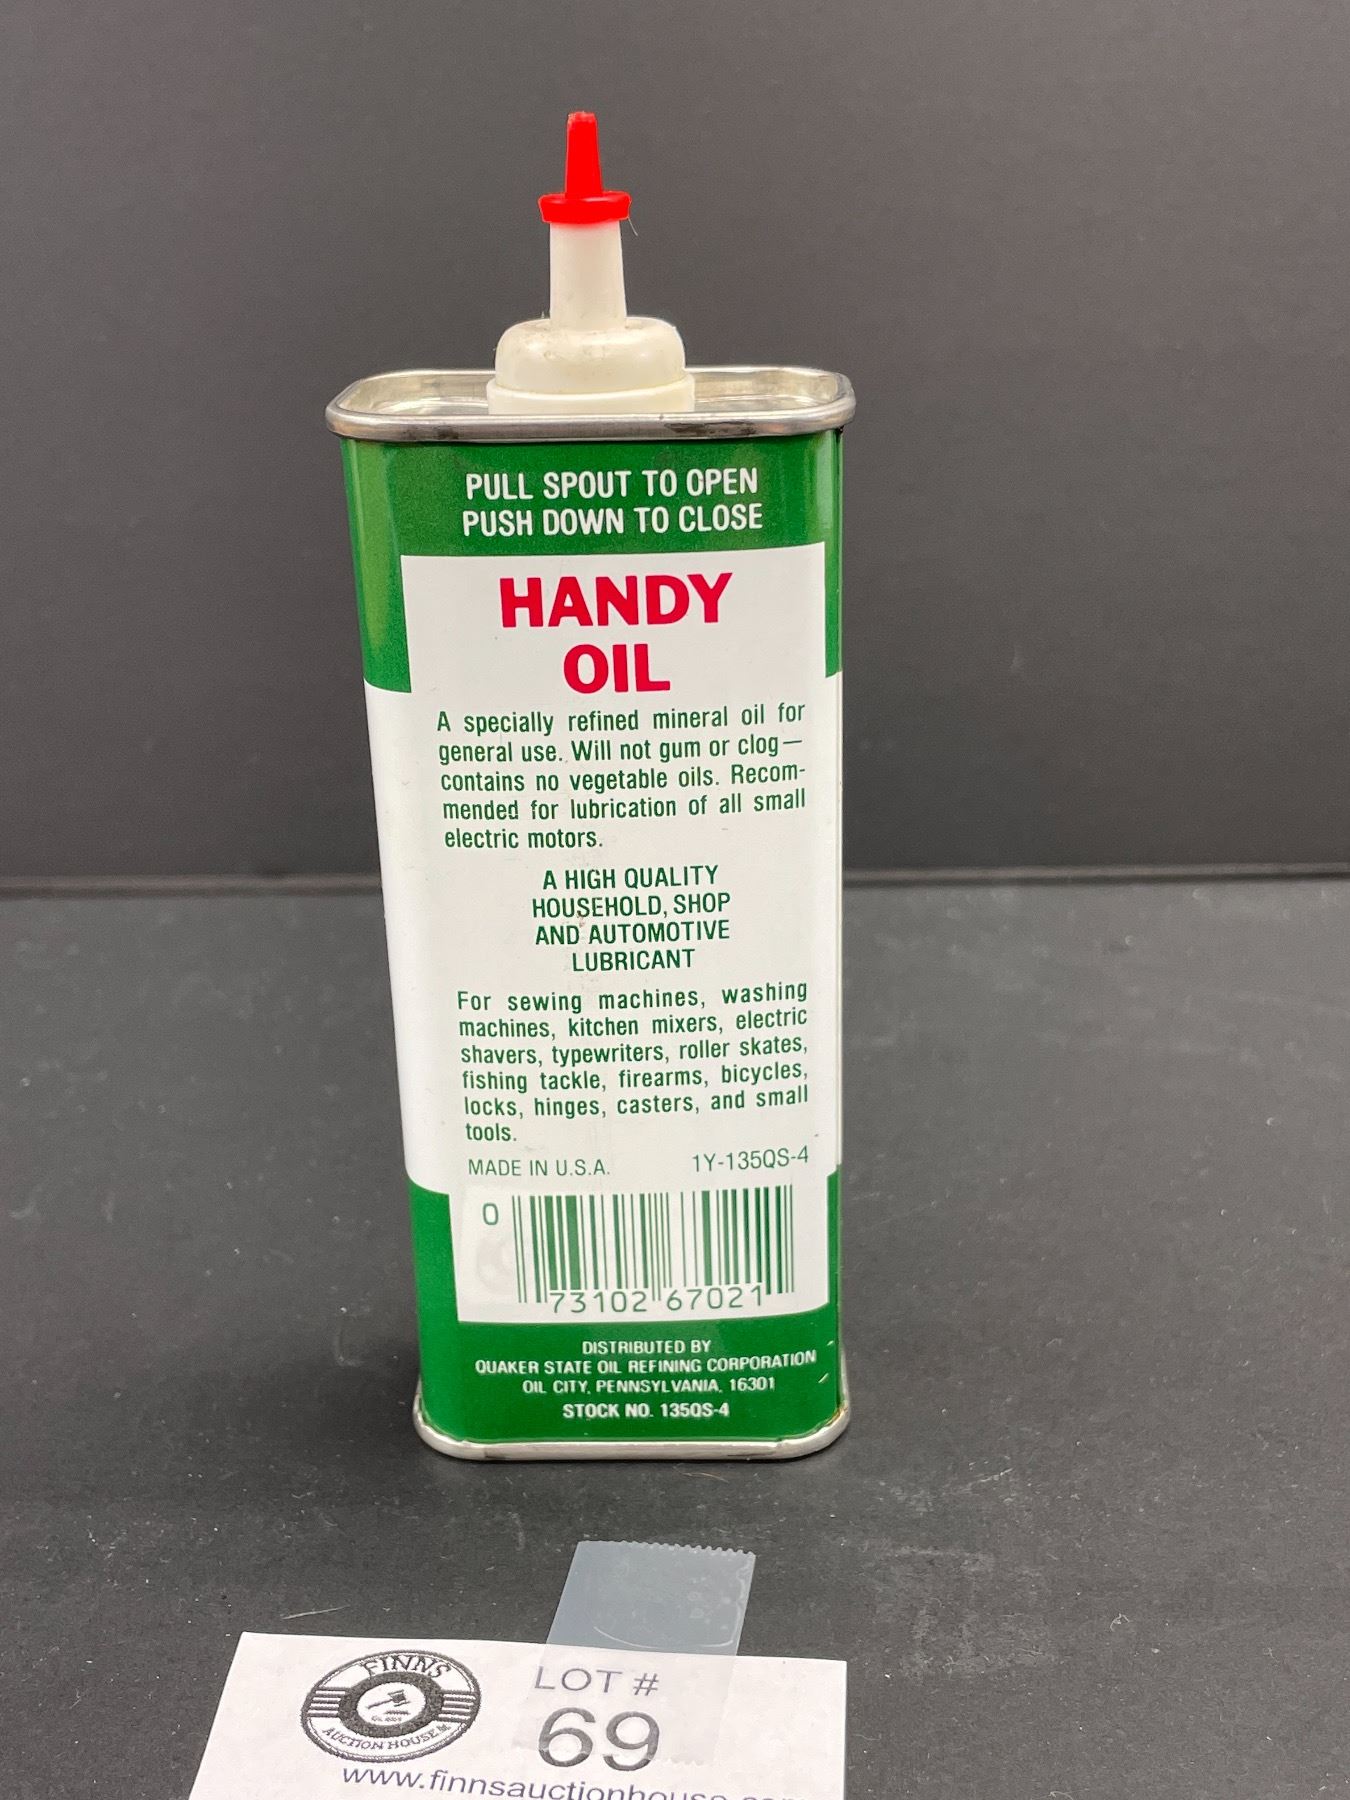 PULL SPOUT TO OPEN
PUSH DOWN TO CLOSE
HANDY
OIL
A specially refined mineral oil for
general use. Will not gum or clog—
contains no vegetable oils. Recom-
mended for lubrication of all small
electric motors.
A HIGH QUALITY
HOUSEHOLD, SHOP
AND AUTOMOTIVE
LUBRICANT
For sewing machines, washing
machines, kitchen mixers, electric
shavers, typewriters, roller skates,
fishing tackle, firearms, bicycles,
locks, hinges, casters, and small
tools.
MADE IN U.S.A. 1Y-135QS-4
0
73102 67021
DISTRIBUTED BY
QUAKER STATE OIL REFINING CORPORATION
OIL CITY, PENNSYLVANIA, 16301
STOCK NO. 135QS-4
FINNS
AUCTION HOUSE
LOT #
69
www.finnsauctionhouse.com